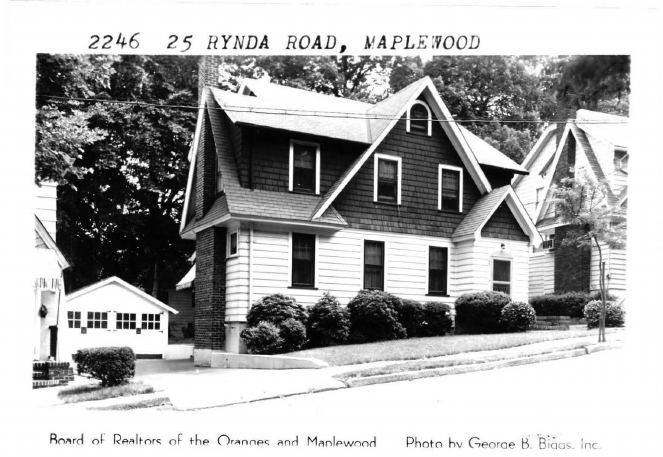 2246 25 RYNDA ROAD, MAPLEWOOD
Board of Realtors of the Oranges and Maplewood Photo by George B. Biggs, Inc.